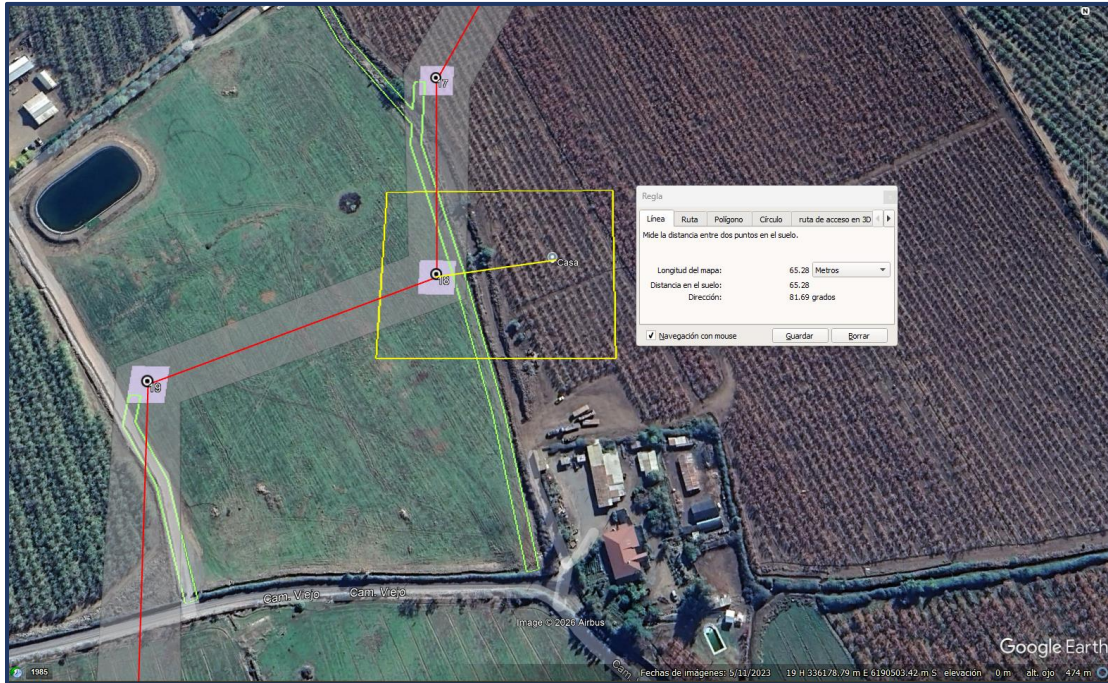 N
17
Regla
Línea Ruta Polígono Círculo ruta de acceso en 3D
Mide la distancia entre dos puntos en el suelo.
Casa
18
Longitud del mapa: 65.28 Metros
Distancia en el suelo: 65.28
Dirección: 81.69 grados
Navegación con mouse Guardar Borrar
19
Cam. Viejo Cam. Viejo
Image © 2026 Airbus
Google Earth
Cam.
1985 Fechas de imágenes: 5/11/2023 19 H 336178.79 m E 6190503.42 m S elevación 0 m alt. ojo 474 m